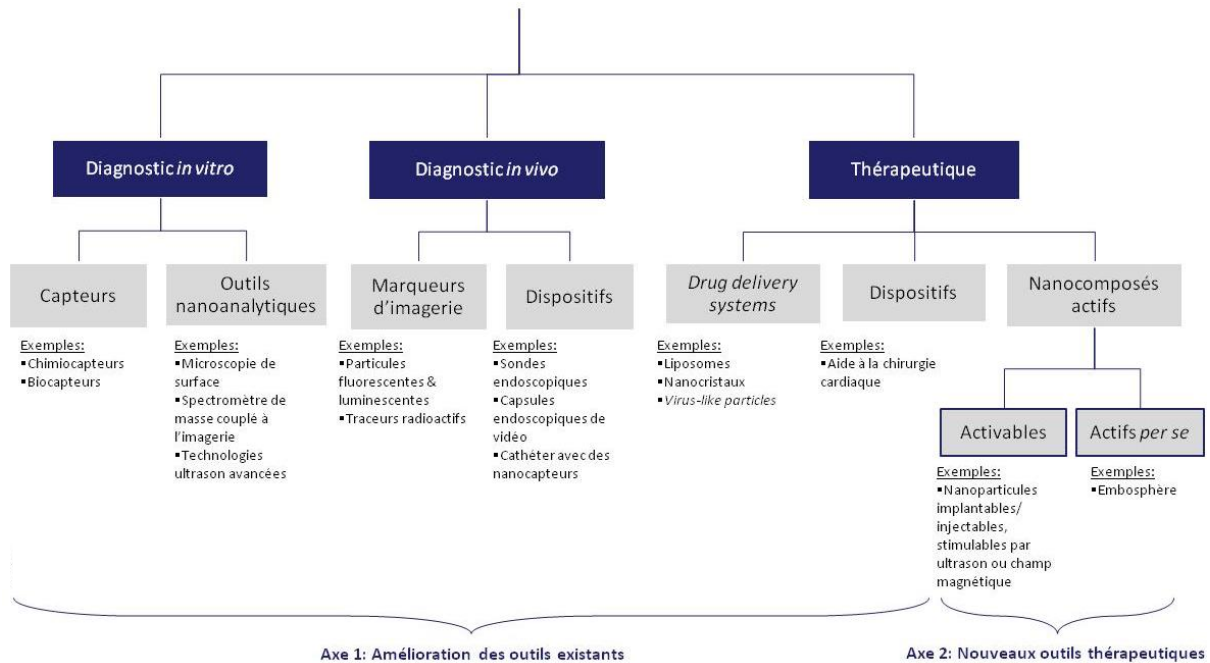 Diagnostic in vitro
Diagnostic in vivo
Thérapeutique
Capteurs
Outils
nanoanalytiques
Marqueurs
d'imagerie
Dispositifs
Drug delivery
systems
Dispositifs
Nanocomposés
actifs
Exemples:
▪Chimiocapteurs
▪Biocapteurs
Exemples:
▪Microscopie de
surface
▪Spectromètre de
masse couplé à
l'imagerie
▪Technologies
ultrason avancées
Exemples:
▪Particules
fluorescentes &
luminescentes
▪Traceurs radioactifs
Exemples:
▪Sondes
endoscopiques
▪Capsules
endoscopiques de
vidéo
▪Cathéter avec des
nanocapteurs
Exemples:
▪Liposomes
▪Nanocristaux
▪Virus-like particles
Exemples:
▪Aide à la chirurgie
cardiaque
Activables
Actifs per se
Exemples:
▪Nanoparticules
implantables/
injectables,
stimulables par
ultrason ou champ
magnétique
Exemples:
▪Embosphère
Axe 1: Amélioration des outils existants
Axe 2: Nouveaux outils thérapeutiques